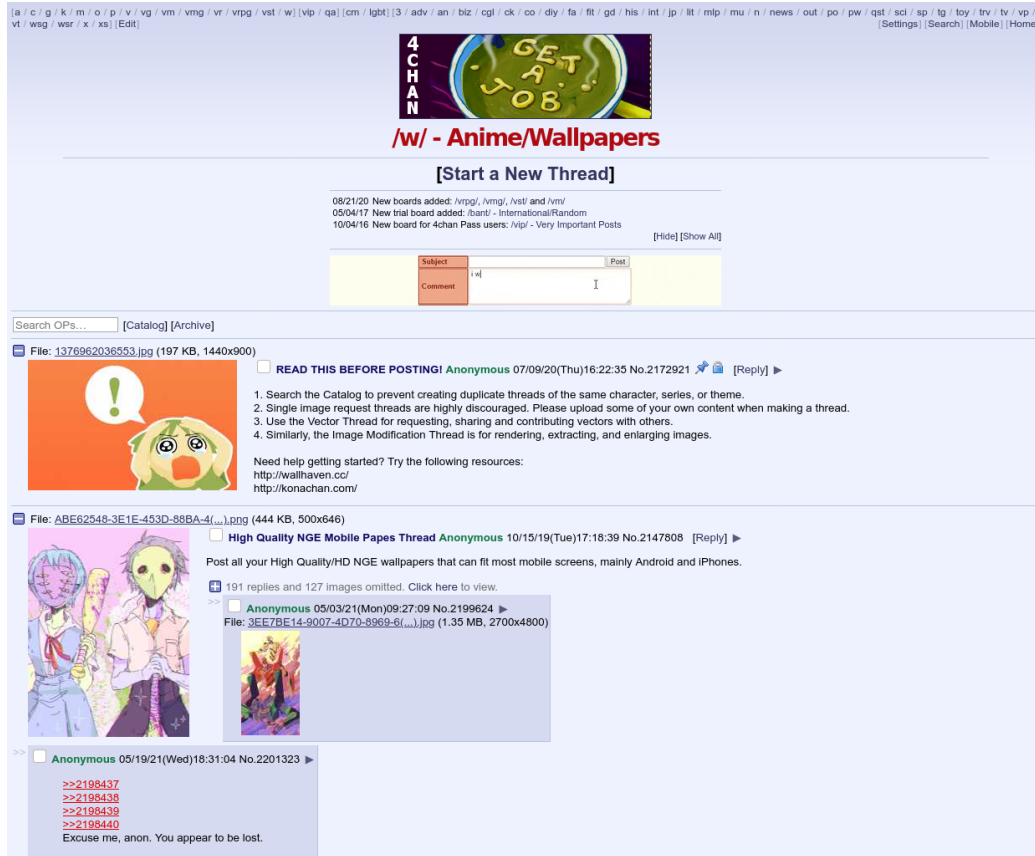 [a / c / g / k / m / o / p / v / vg / vm / vmg / vr / vrpg / vst / w] [vip / qa] [cm / lgbt] [3 / adv / an / biz / cgl / ck / co / diy / fa / fit / gd / his / int / jp / lit / mlp / mu / n / news / out / po / pw / qst / sci / sp / tg / toy / trv / tv / vp /
vt / wsg / wsr / x / xs] [Edit] [Settings] [Search] [Mobile] [Home
4CHAN
GET
A
JOB
/w/ - Anime/Wallpapers
[Start a New Thread]
08/21/20 New boards added: /vrpg/, /vmg/, /vst/ and /vm/
05/04/17 New trial board added: /bant/ - International/Random
10/04/16 New board for 4chan Pass users: /vip/ - Very Important Posts
[Hide] [Show All]
Subject Post
Comment i w
Search OPs… [Catalog] [Archive]
File: 1376962036553.jpg (197 KB, 1440x900)
READ THIS BEFORE POSTING! Anonymous 07/09/20(Thu)16:22:35 No.2172921 [Reply] ▶
!
1. Search the Catalog to prevent creating duplicate threads of the same character, series, or theme.
2. Single image request threads are highly discouraged. Please upload some of your own content when making a thread.
3. Use the Vector Thread for requesting, sharing and contributing vectors with others.
4. Similarly, the Image Modification Thread is for rendering, extracting, and enlarging images.
Need help getting started? Try the following resources:
http://wallhaven.cc/
http://konachan.com/
File: ABE62548-3E1E-453D-88BA-4(...).png (444 KB, 500x646)
High Quality NGE Mobile Papes Thread Anonymous 10/15/19(Tue)17:18:39 No.2147808 [Reply] ▶
Post all your High Quality/HD NGE wallpapers that can fit most mobile screens, mainly Android and iPhones.
191 replies and 127 images omitted. Click here to view.
>> Anonymous 05/03/21(Mon)09:27:09 No.2199624 ▶
File: 3EE7BE14-9007-4D70-8969-6(...).jpg (1.35 MB, 2700x4800)
>> Anonymous 05/19/21(Wed)18:31:04 No.2201323 ▶
>>2198437
>>2198438
>>2198439
>>2198440
Excuse me, anon. You appear to be lost.